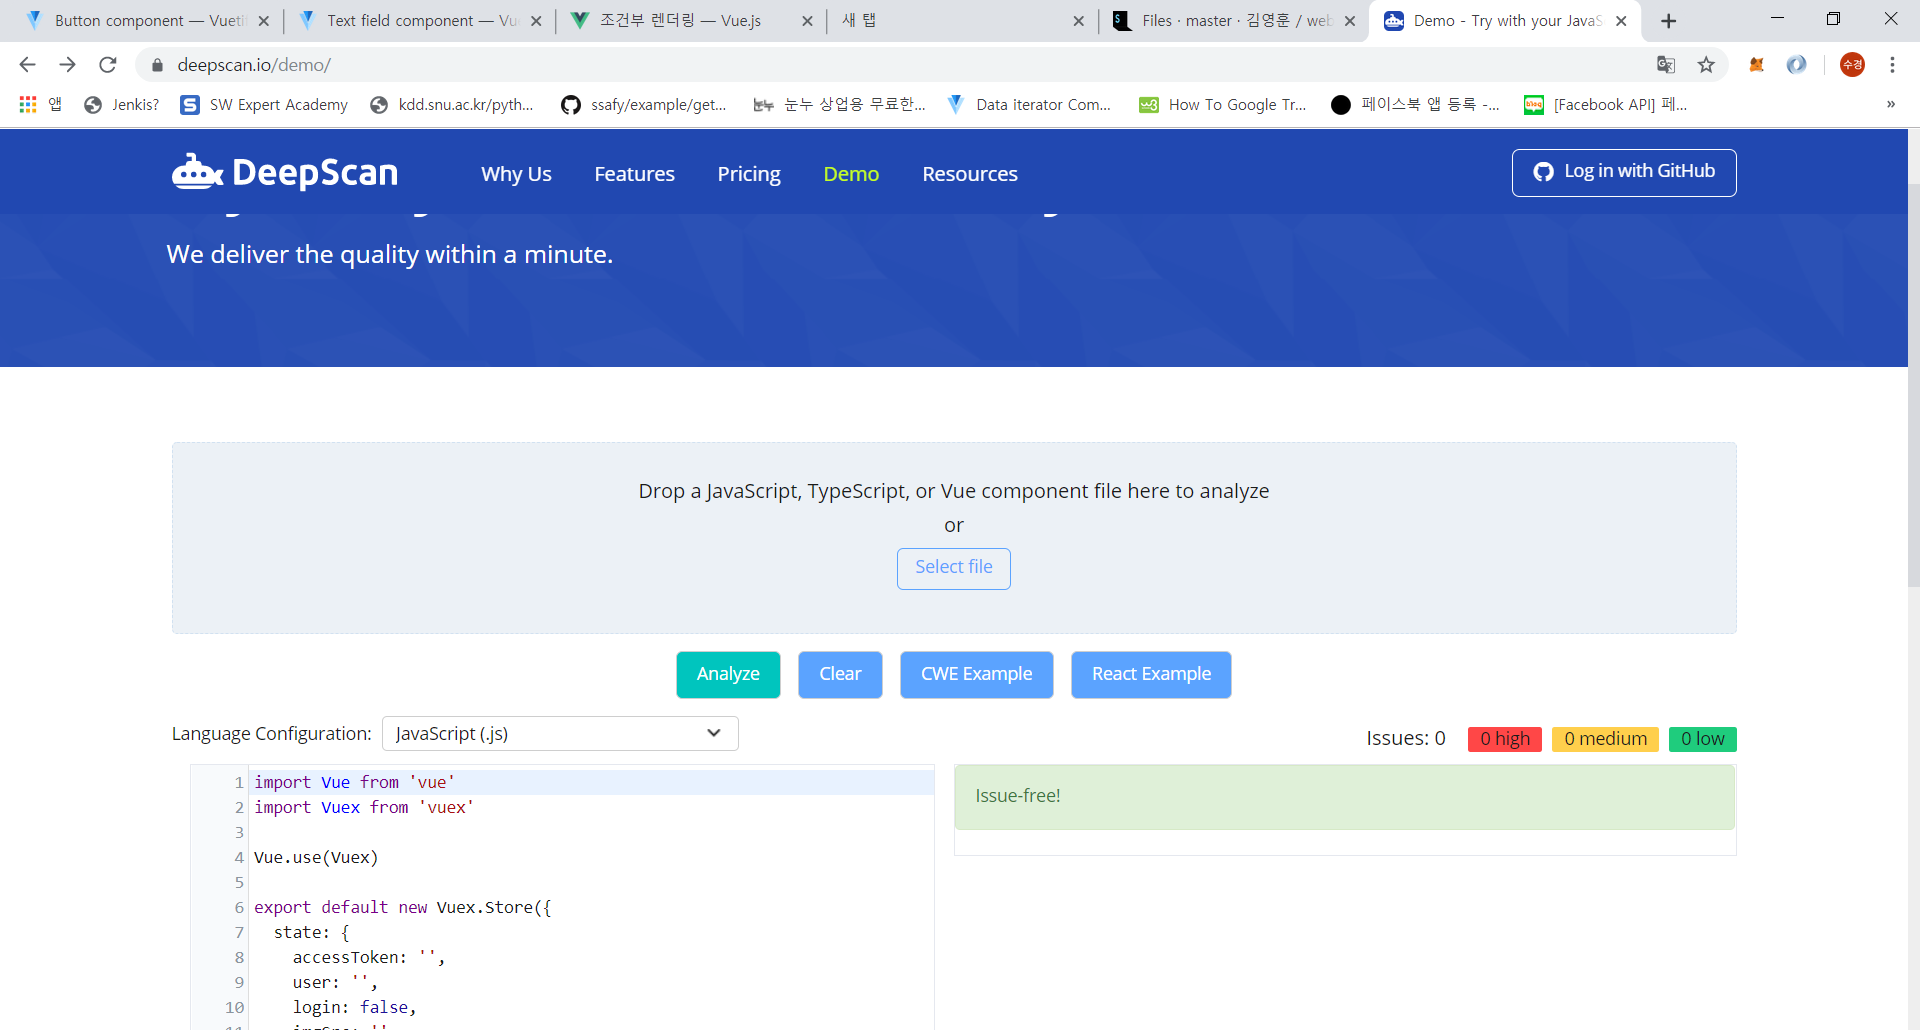 Button component — Vueti
Text field component — Vu
조건부 렌더링 — Vue.js
새 탭
Files · master · 김영훈 / web
Demo - Try with your JavaS
deepscan.io/demo/
수경
앱
Jenkis?
SW Expert Academy
kdd.snu.ac.kr/pyth...
ssafy/example/get...
눈누 상업용 무료한...
Data iterator Com...
How To Google Tr...
페이스북 앱 등록 -...
[Facebook API] 페...
»
DeepScan
Why Us
Features
Pricing
Demo
Resources
Log in with GitHub
We deliver the quality within a minute.
Drop a JavaScript, TypeScript, or Vue component file here to analyze
or
Select file
Analyze
Clear
CWE Example
React Example
Language Configuration:
JavaScript (.js)
Issues: 0
0 high
0 medium
0 low
1 import Vue from 'vue'
2 import Vuex from 'vuex'
3
4 Vue.use(Vuex)
5
6 export default new Vuex.Store({
7 state: {
8 accessToken: '',
9 user: '',
10 login: false,
Issue-free!